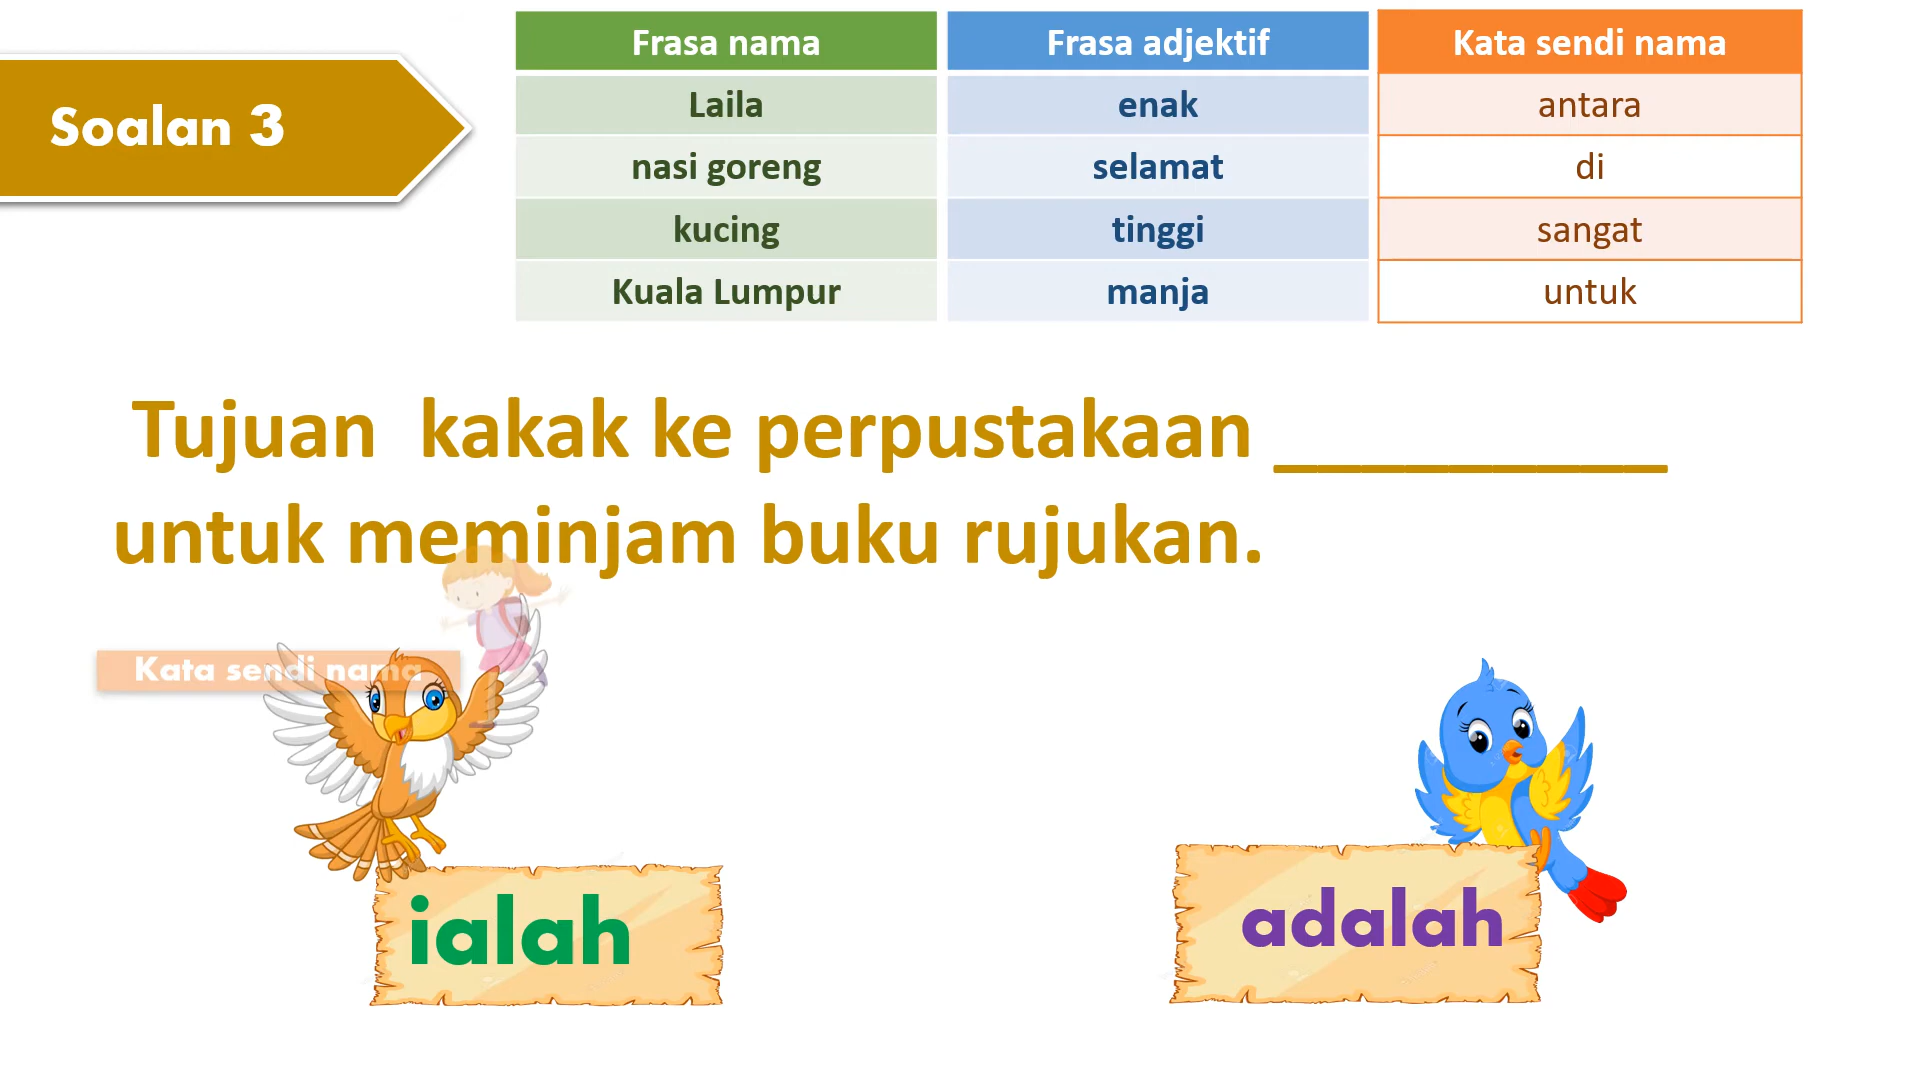 Soalan 3
Frasa nama Frasa adjektif Kata sendi nama
Laila enak antara
nasi goreng selamat di
kucing tinggi sangat
Kuala Lumpur manja untuk
Tujuan kakak ke perpustakaan _________
untuk meminjam buku rujukan.
Kata sendi nama
ialah
adalah